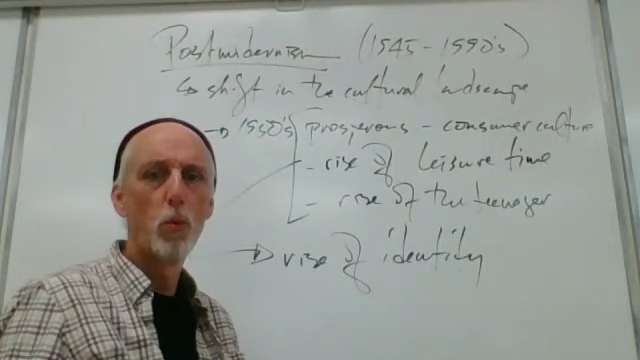 Postmodernism (1945-1990's)
↳ shift in the cultural landscape
→ 1950's prosperous - consumer culture
- rise of leisure time
- rise of the teenager
→ rise of identity